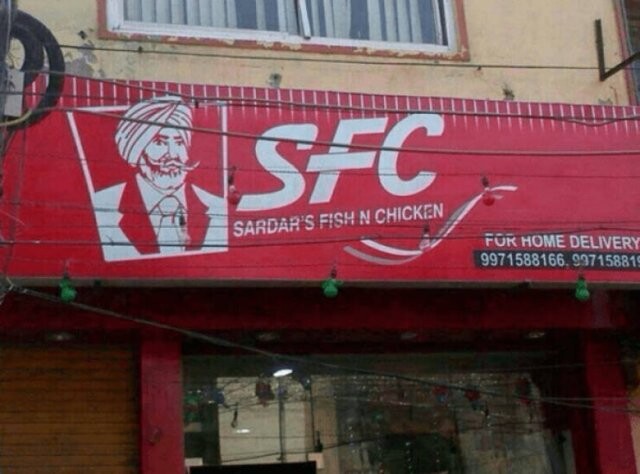 SFC
SARDAR'S FISH N CHICKEN
FOR HOME DELIVERY
9971588166,